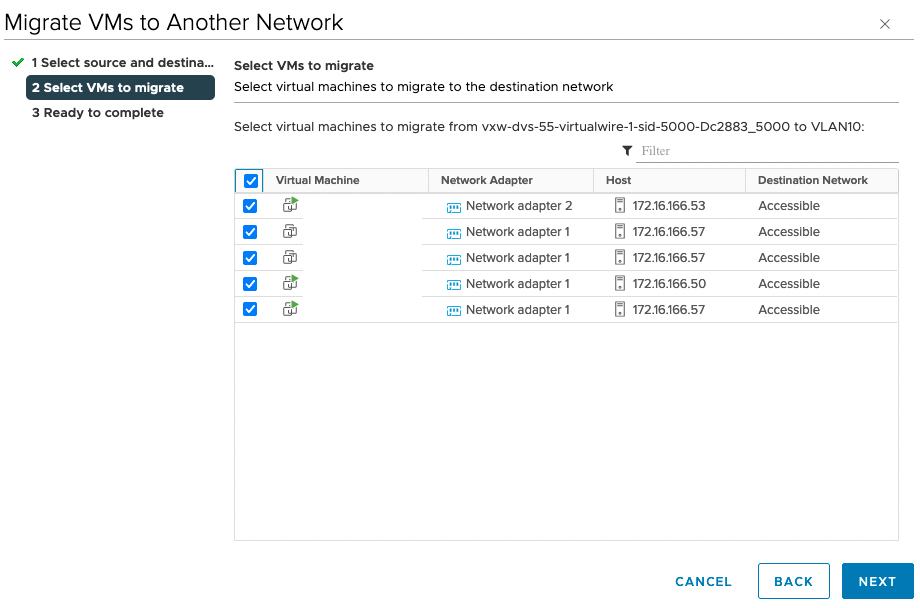 Migrate VMs to Another Network
1 Select source and destina...
2 Select VMs to migrate
3 Ready to complete
Select VMs to migrate
Select virtual machines to migrate to the destination network
Select virtual machines to migrate from vxw-dvs-55-virtualwire-1-sid-5000-Dc2883_5000 to VLAN10:
Filter
Virtual Machine Network Adapter Host Destination Network
Network adapter 2 172.16.166.53 Accessible
Network adapter 1 172.16.166.57 Accessible
Network adapter 1 172.16.166.57 Accessible
Network adapter 1 172.16.166.50 Accessible
Network adapter 1 172.16.166.57 Accessible
CANCEL BACK NEXT